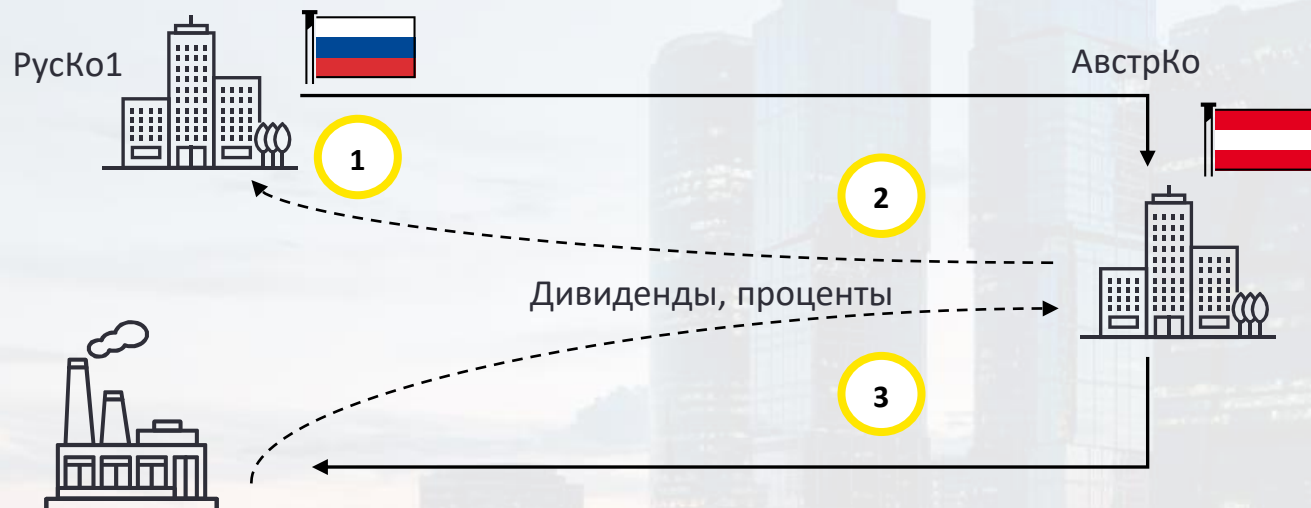 РусКо1
АвстрКо
1
2
Дивиденды, проценты
3